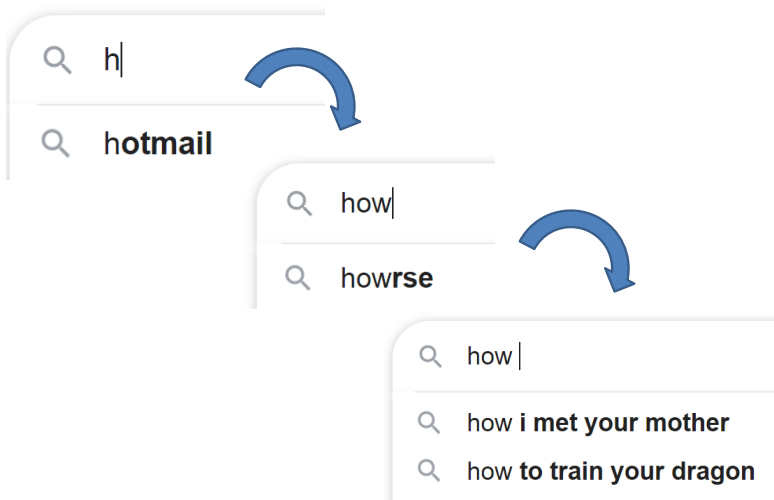 h
hotmail
how
howrse
how
how i met your mother
how to train your dragon